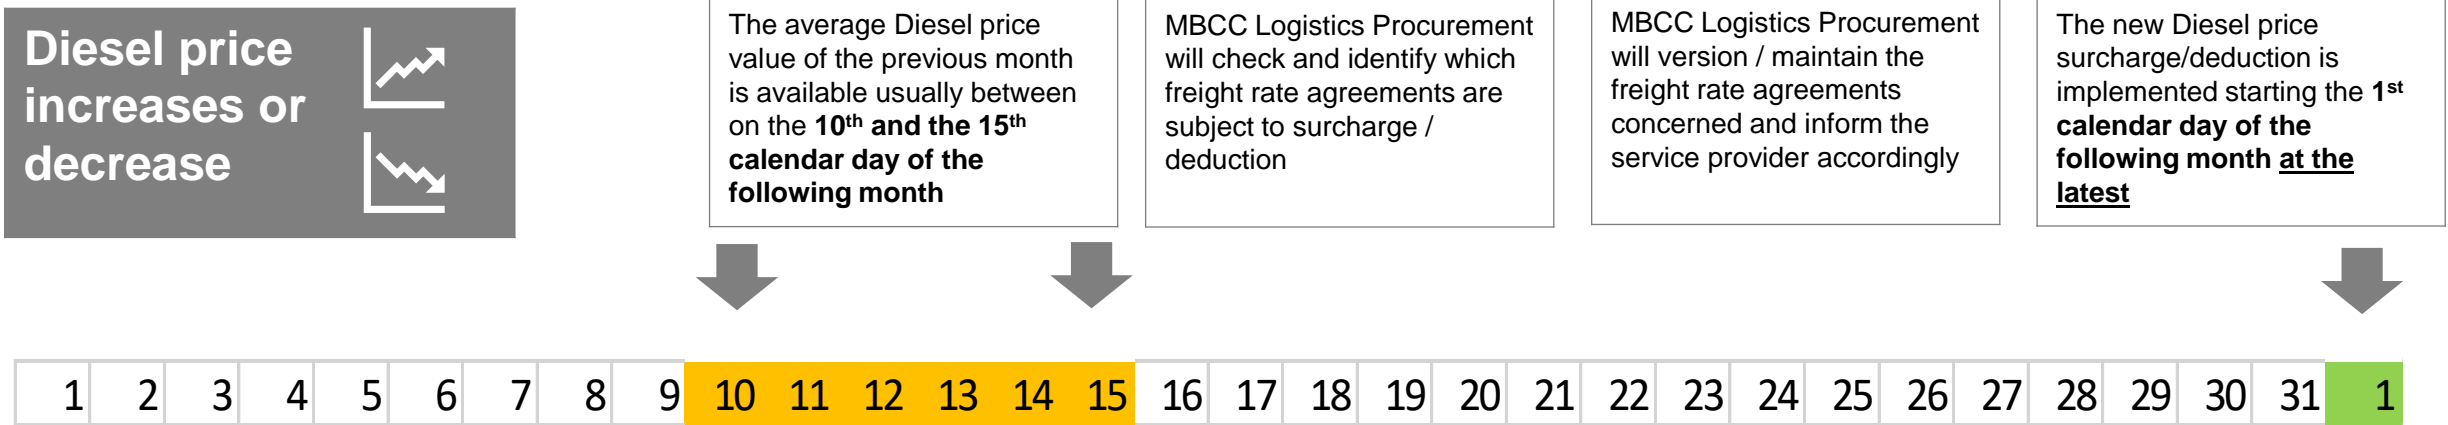 Diesel price
increases or
decrease
The average Diesel price
value of the previous month
is available usually between
on the 10th and the 15th
calendar day of the
following month
MBCC Logistics Procurement
will check and identify which
freight rate agreements are
subject to surcharge /
deduction
MBCC Logistics Procurement
will version / maintain the
freight rate agreements
concerned and inform the
service provider accordingly
The new Diesel price
surcharge/deduction is
implemented starting the 1st
calendar day of the
following month at the
latest
1 2 3 4 5 6 7 8 9 10 11 12 13 14 15 16 17 18 19 20 21 22 23 24 25 26 27 28 29 30 31 1